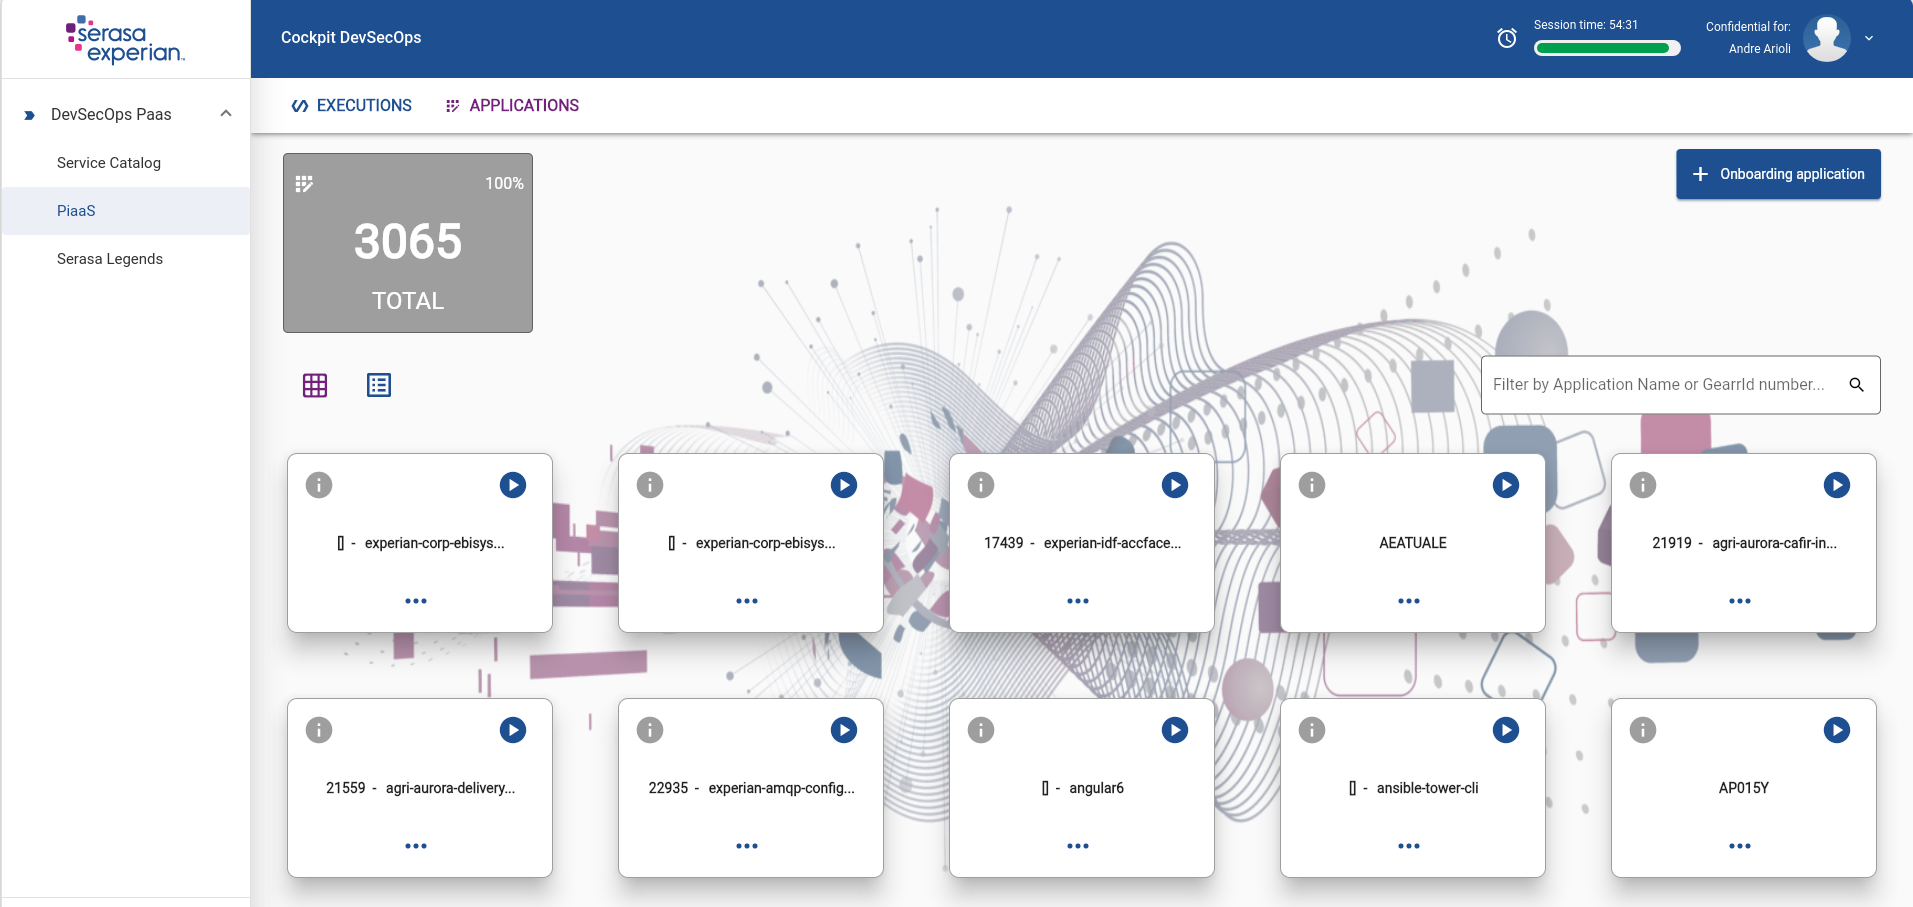 serasa
experian™
Cockpit DevSecOps
Session time: 54:31
Confidential for:
Andre Arioli
DevSecOps Paas
Service Catalog
PiaaS
Serasa Legends
EXECUTIONS
APPLICATIONS
100%
3065
TOTAL
Onboarding application
Filter by Application Name or GearrId number...
[] - experian-corp-ebisys...
[] - experian-corp-ebisys...
17439 - experian-idf-accface...
AEATUALE
21919 - agri-aurora-cafir-in...
21559 - agri-aurora-delivery...
22935 - experian-amqp-config...
[] - angular6
[] - ansible-tower-cli
AP015Y